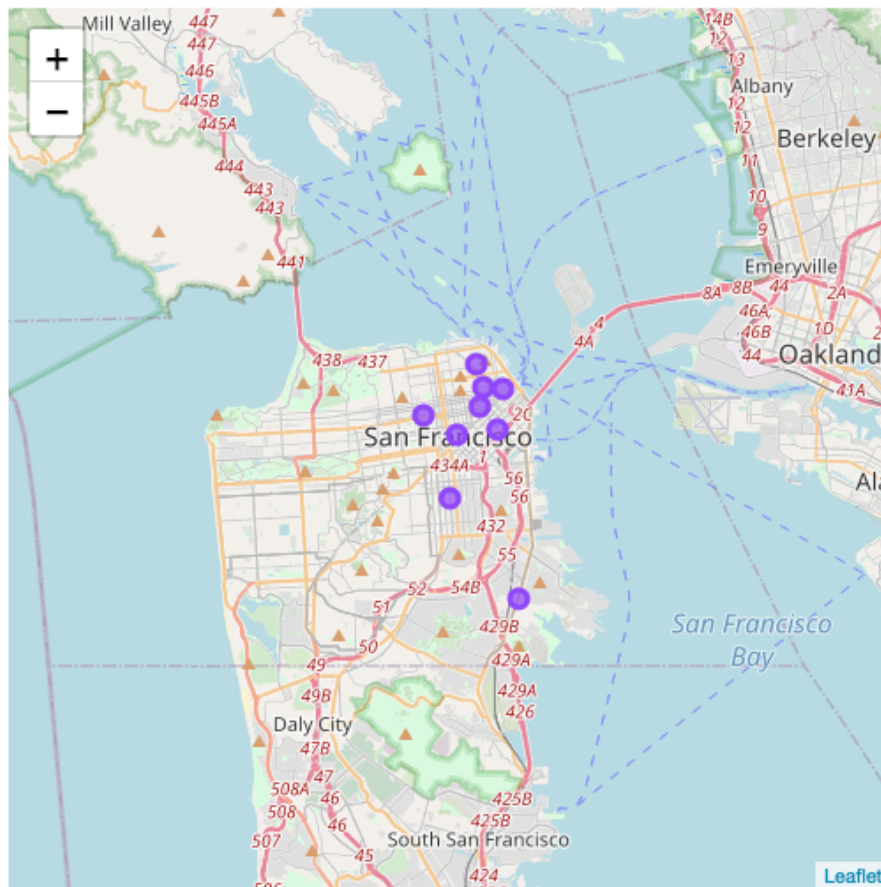 Mill Valley
447
447
446
445B
445A
444
443
443
441
+
−
14B
12
13
Albany
12
12
Berkeley
11
10
9
Emeryville
8A
8B
44
2A
46A
46B
1D
44
Oakland
41A
4
4A
438
437
2C
San Francisco
434A
1
56
56
432
55
54B
52
51
50
429B
429A
429A
426
49
49B
San Francisco
Bay
Daly City
47B
47
46
46
45
508A
508
507
425B
425B
South San Francisco
424
Leaflet